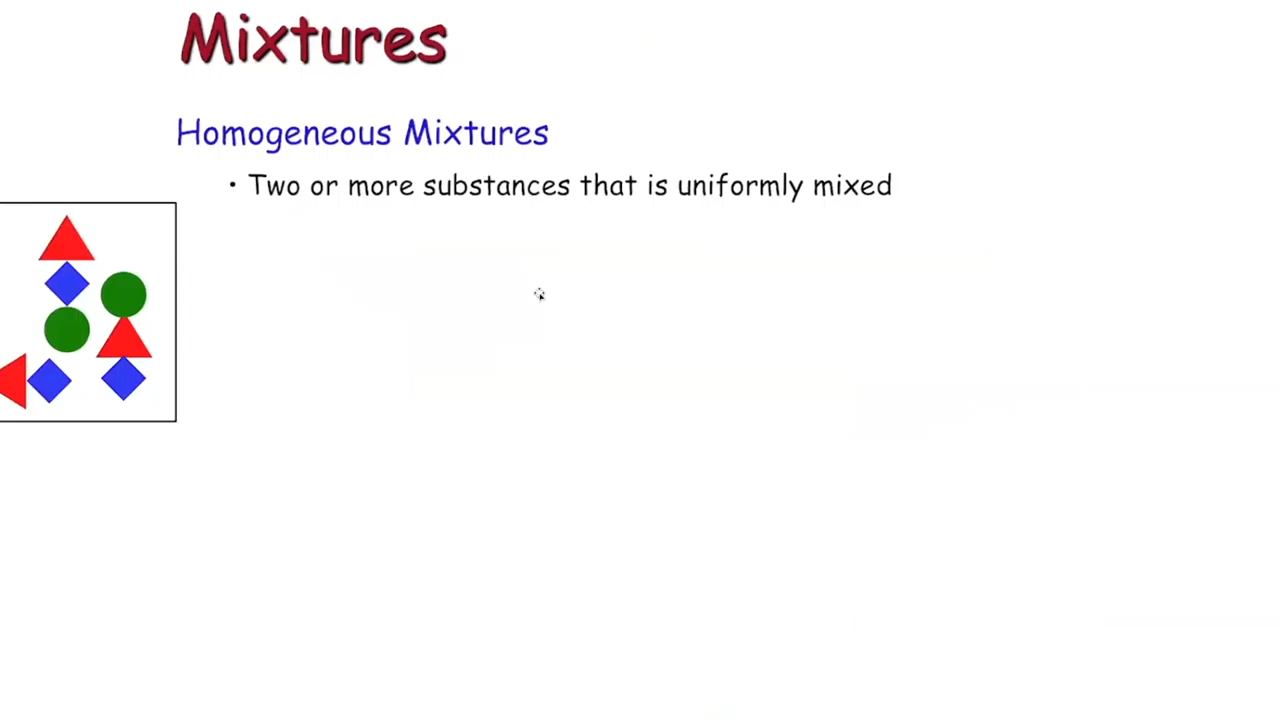 Mixtures
Homogeneous Mixtures
• Two or more substances that is uniformly mixed